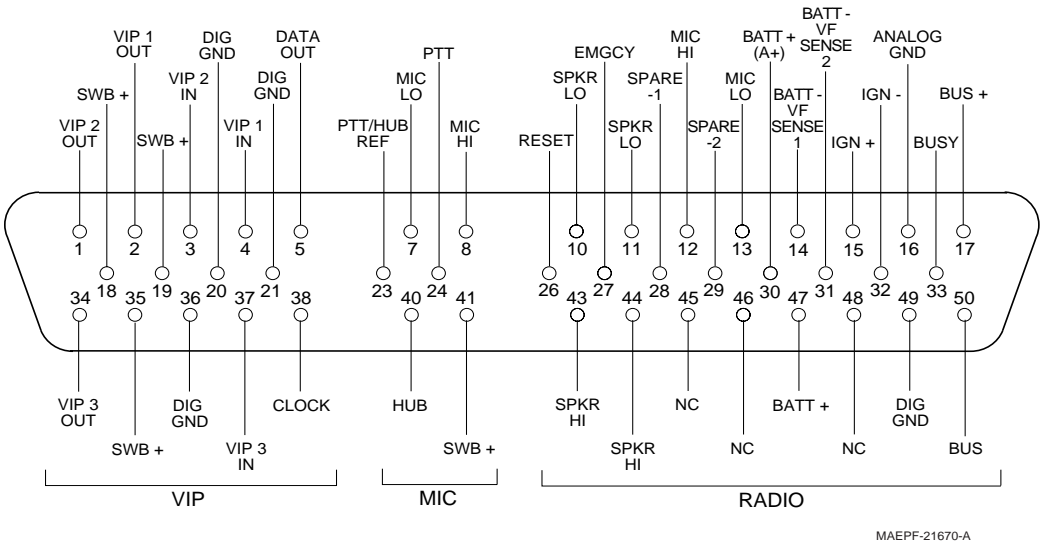 VIP 1
OUT
DIG
GND
DATA
OUT
PTT
EMGCY
MIC
HI
BATT +
(A+)
BATT -
VF
SENSE
2
ANALOG
GND
SWB +
VIP 2
IN
DIG
GND
MIC
LO
SPKR
LO
SPARE
-1
MIC
LO
BATT -
VF
SENSE
1
IGN -
BUS +
VIP 2
OUT
SWB +
VIP 1
IN
PTT/HUB
REF
MIC
HI
RESET
SPKR
LO
SPARE
-2
IGN +
BUSY
1 2 3 4 5 7 8 10 11 12 13 14 15 16 17
18 19 20 21 23 24 26 27 28 29 30 31 32 33
34 35 36 37 38 40 41 43 44 45 46 47 48 49 50
VIP 3
OUT
DIG
GND
CLOCK
HUB
SPKR
HI
NC
BATT +
DIG
GND
SWB +
VIP 3
IN
SWB +
SPKR
HI
NC
NC
BUS
VIP
MIC
RADIO
MAEPF-21670-A